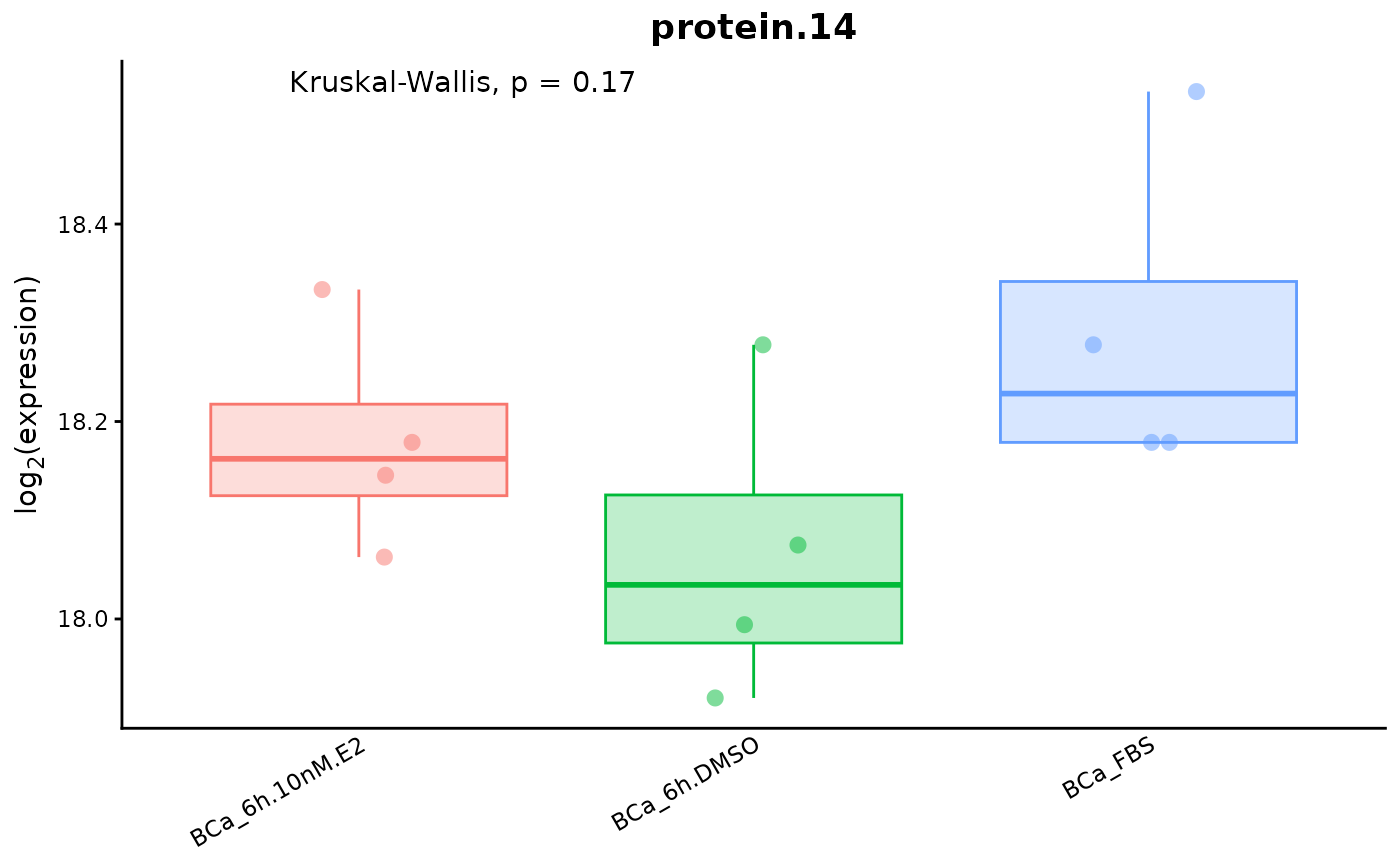 protein.14
Kruskal-Wallis, p = 0.17
log₂(expression)
18.4
18.2
18.0
BCa_6h.10nM.E2
BCa_6h.DMSO
BCa_FBS